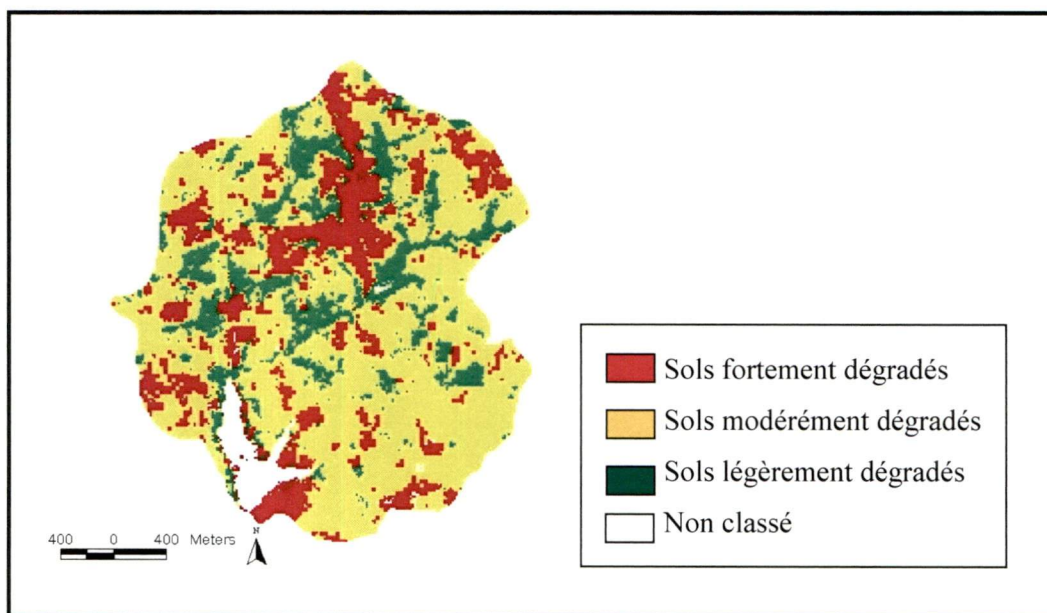 Sols fortement dégradés
Sols modérément dégradés
Sols légèrement dégradés
Non classé
400 0 400 Meters
N